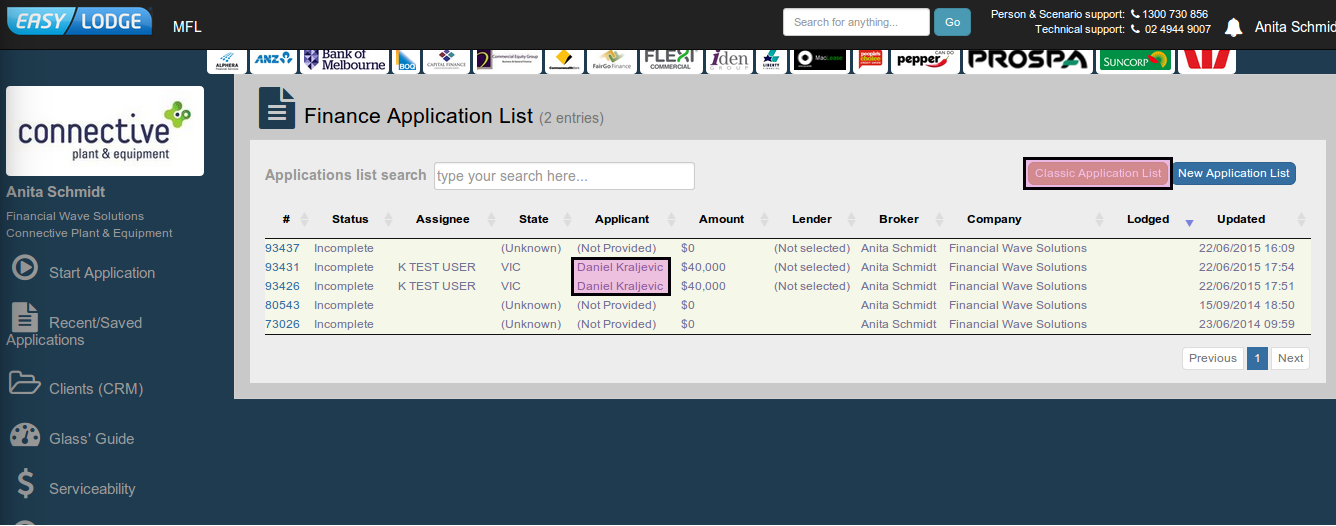 EASY LODGE MFL Search for anything... Go Person & Scenario support: 1300 730 856 Anita Schmid
Technical support: 02 4944 9007
ALPHERA ANZ Bank of Melbourne BOQ CAPITAL FINANCE Commercial Equity Group CommonwealthBank FairGo Finance FLEXI COMMERCIAL iden GROUP LIBERTY MacLease people's choice pepper CAN DO PROSPA SUNCORP
connective
plant & equipment
Finance Application List (2 entries)
Applications list search type your search here... Classic Application List New Application List
Anita Schmidt
Financial Wave Solutions
Connective Plant & Equipment
Start Application
Recent/Saved
Applications
Clients (CRM)
Glass' Guide
Serviceability
# Status Assignee State Applicant Amount Lender Broker Company Lodged Updated
93437 Incomplete (Unknown) (Not Provided) $0 (Not selected) Anita Schmidt Financial Wave Solutions 22/06/2015 16:09
93431 Incomplete K TEST USER VIC Daniel Kraljevic $40,000 (Not selected) Anita Schmidt Financial Wave Solutions 22/06/2015 17:54
93426 Incomplete K TEST USER VIC Daniel Kraljevic $40,000 (Not selected) Anita Schmidt Financial Wave Solutions 22/06/2015 17:51
80543 Incomplete (Unknown) (Not Provided) $0 Anita Schmidt Financial Wave Solutions 15/09/2014 18:50
73026 Incomplete (Unknown) (Not Provided) $0 Anita Schmidt Financial Wave Solutions 23/06/2014 09:59
Previous 1 Next